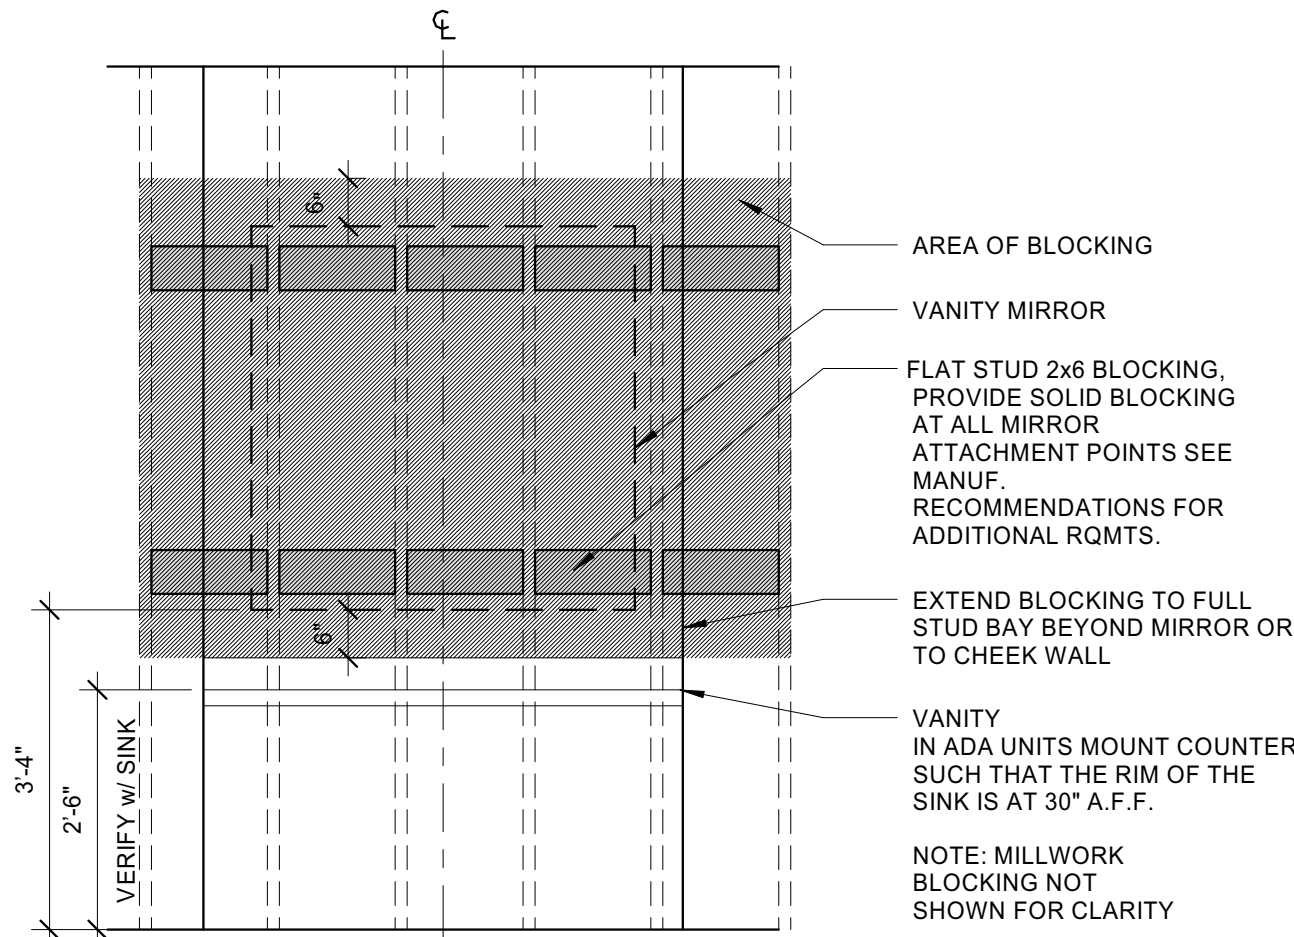 ℄
6"
AREA OF BLOCKING
VANITY MIRROR
FLAT STUD 2x6 BLOCKING,
PROVIDE SOLID BLOCKING
AT ALL MIRROR
ATTACHMENT POINTS SEE
MANUF.
RECOMMENDATIONS FOR
ADDITIONAL RQMTS.
6"
EXTEND BLOCKING TO FULL
STUD BAY BEYOND MIRROR OR
TO CHEEK WALL
3'-4"
2'-6"
VERIFY w/ SINK
VANITY
IN ADA UNITS MOUNT COUNTER
SUCH THAT THE RIM OF THE
SINK IS AT 30" A.F.F.
NOTE: MILLWORK
BLOCKING NOT
SHOWN FOR CLARITY